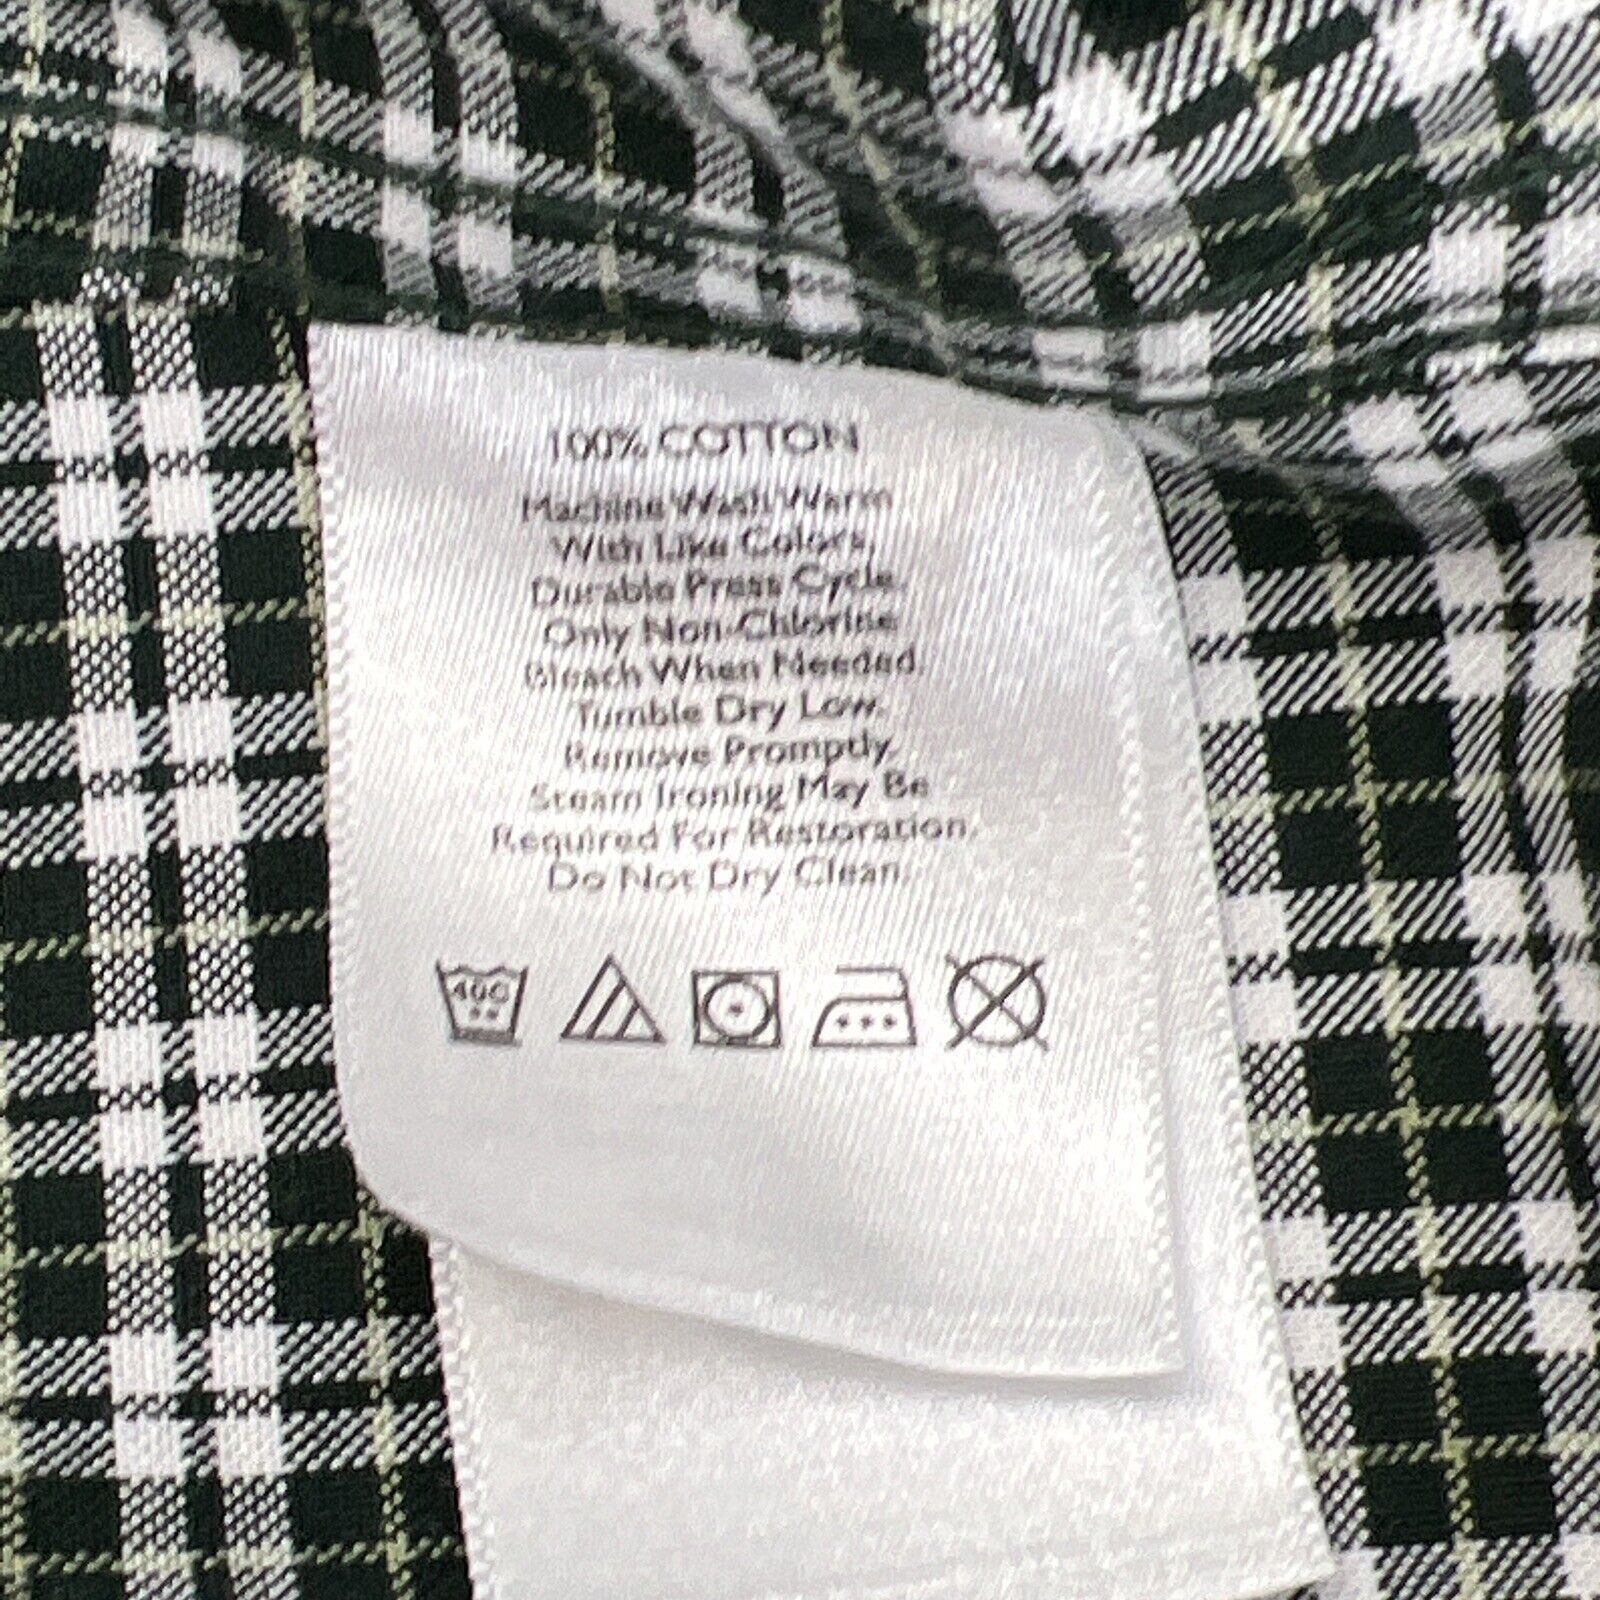 100% COTTON
Machine Wash Warm
With Like Colors,
Durable Press Cycle.
Only Non-Chlorine
Bleach When Needed.
Tumble Dry Low.
Remove Promptly.
Steam Ironing May Be
Required For Restoration.
Do Not Dry Clean.
40C